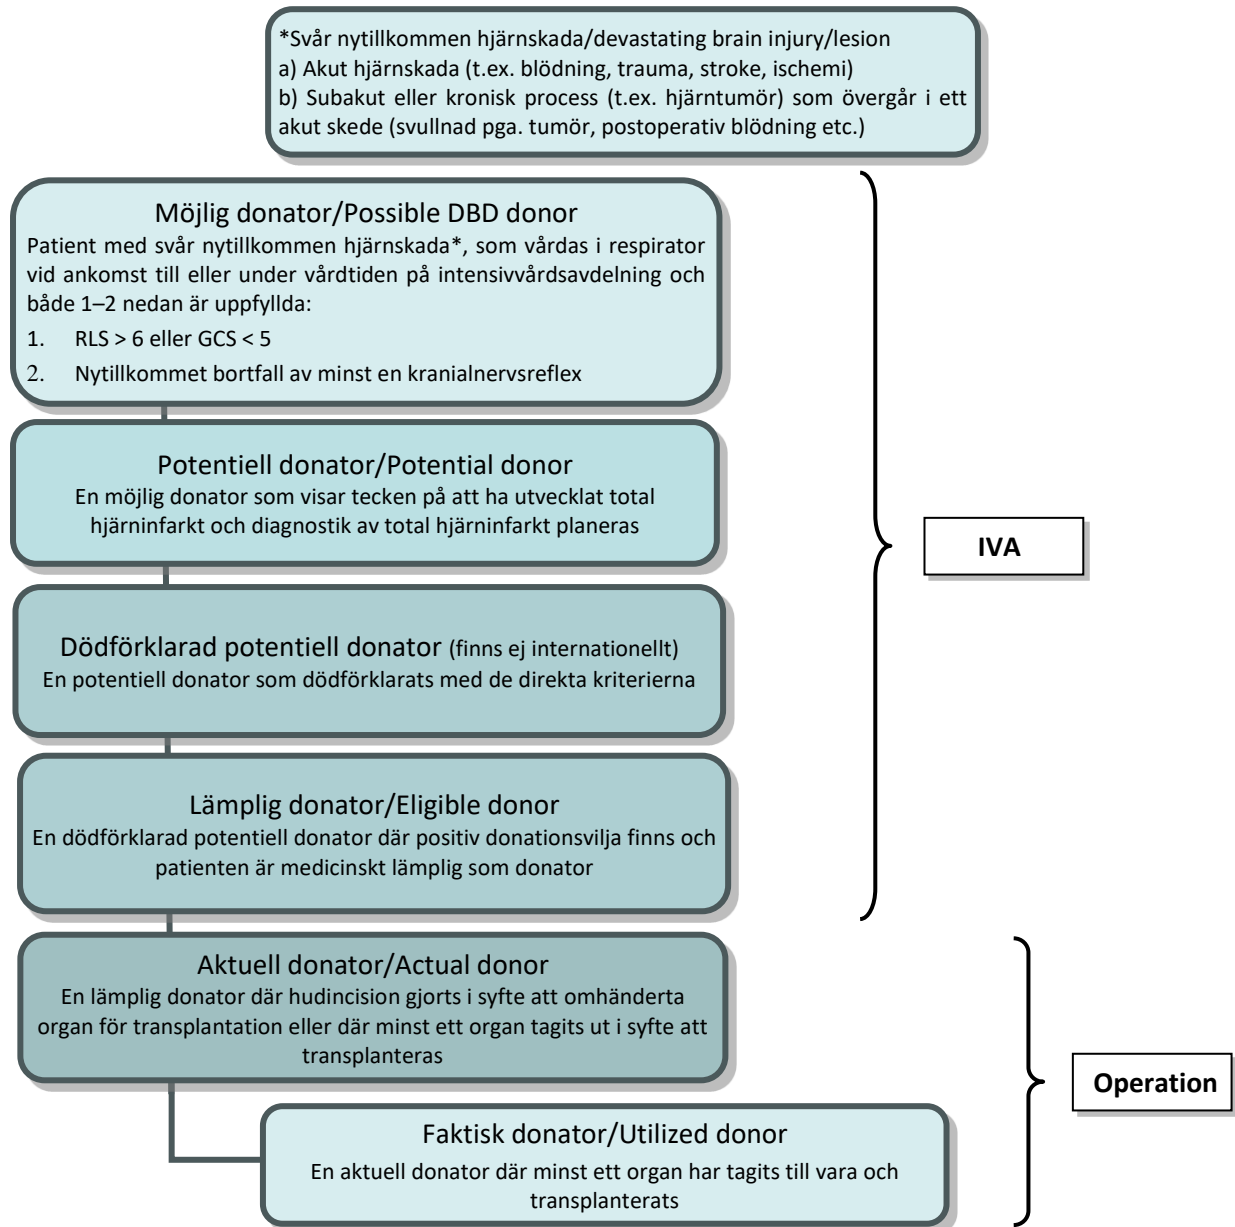 *Svår nytillkommen hjärnskada/devastating brain injury/lesion
a) Akut hjärnskada (t.ex. blödning, trauma, stroke, ischemi)
b) Subakut eller kronisk process (t.ex. hjärntumör) som övergår i ett
akut skede (svullnad pga. tumör, postoperativ blödning etc.)
Möjlig donator/Possible DBD donor
Patient med svår nytillkommen hjärnskada*, som vårdas i respirator
vid ankomst till eller under vårdtiden på intensivvårdsavdelning och
både 1–2 nedan är uppfyllda:
1. RLS > 6 eller GCS < 5
2. Nytillkommet bortfall av minst en kranialnervsreflex
Potentiell donator/Potential donor
En möjlig donator som visar tecken på att ha utvecklat total
hjärninfarkt och diagnostik av total hjärninfarkt planeras
IVA
Dödförklarad potentiell donator (finns ej internationellt)
En potentiell donator som dödförklarats med de direkta kriterierna
Lämplig donator/Eligible donor
En dödförklarad potentiell donator där positiv donationsvilja finns och
patienten är medicinskt lämplig som donator
Aktuell donator/Actual donor
En lämplig donator där hudincision gjorts i syfte att omhänderta
organ för transplantation eller där minst ett organ tagits ut i syfte att
transplanteras
Operation
Faktisk donator/Utilized donor
En aktuell donator där minst ett organ har tagits till vara och
transplanterats